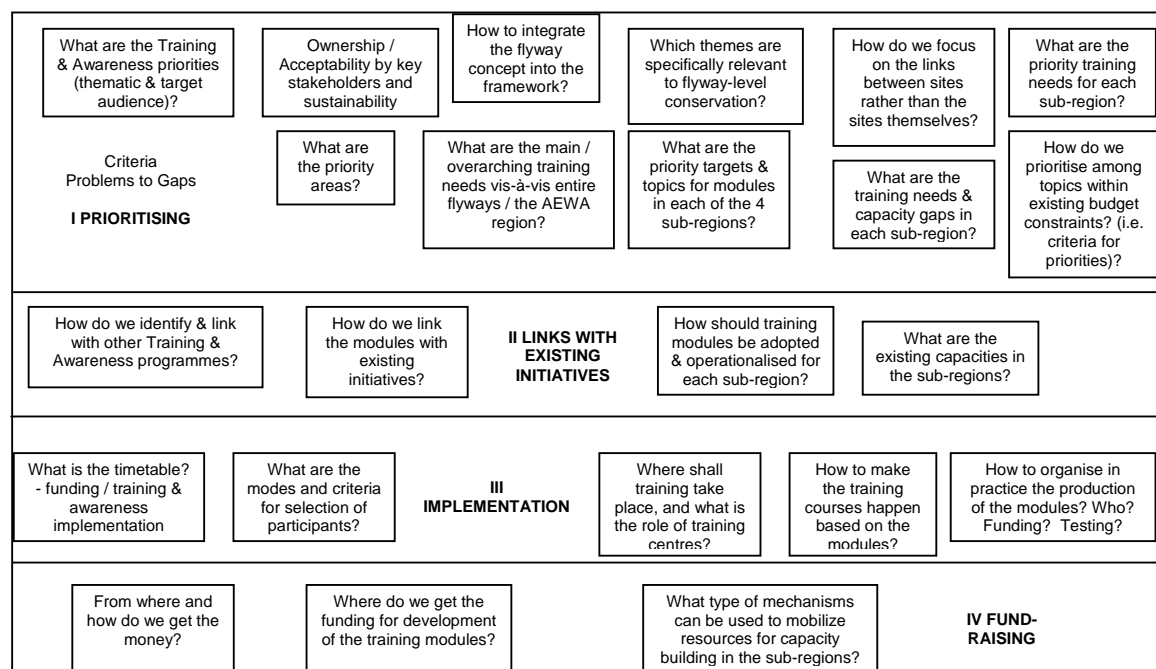 What are the Training
& Awareness priorities
(thematic & target
audience)?
Ownership /
Acceptability by key
stakeholders and
sustainability
How to integrate
the flyway
concept into the
framework?
Which themes are
specifically relevant
to flyway-level
conservation?
How do we focus
on the links
between sites
rather than the
sites themselves?
What are the
priority training
needs for each
sub-region?
Criteria
Problems to Gaps
I PRIORITISING
What are
the priority
areas?
What are the main /
overarching training
needs vis-à-vis entire
flyways / the AEWA
region?
What are the
priority targets &
topics for modules
in each of the 4
sub-regions?
What are the
training needs &
capacity gaps in
each sub-region?
How do we
prioritise among
topics within
existing budget
constraints? (i.e.
criteria for
priorities)?
How do we identify & link
with other Training &
Awareness programmes?
How do we link
the modules with
existing
initiatives?
II LINKS WITH
EXISTING
INITIATIVES
How should training
modules be adopted
& operationalised for
each sub-region?
What are the
existing capacities in
the sub-regions?
What is the timetable?
- funding / training &
awareness
implementation
What are the
modes and criteria
for selection of
participants?
III
IMPLEMENTATION
Where shall
training take
place, and what is
the role of training
centres?
How to make
the training
courses happen
based on the
modules?
How to organise in
practice the production
of the modules? Who?
Funding? Testing?
From where and
how do we get the
money?
Where do we get the
funding for development
of the training modules?
What type of mechanisms
can be used to mobilize
resources for capacity
building in the sub-regions?
IV FUND-
RAISING